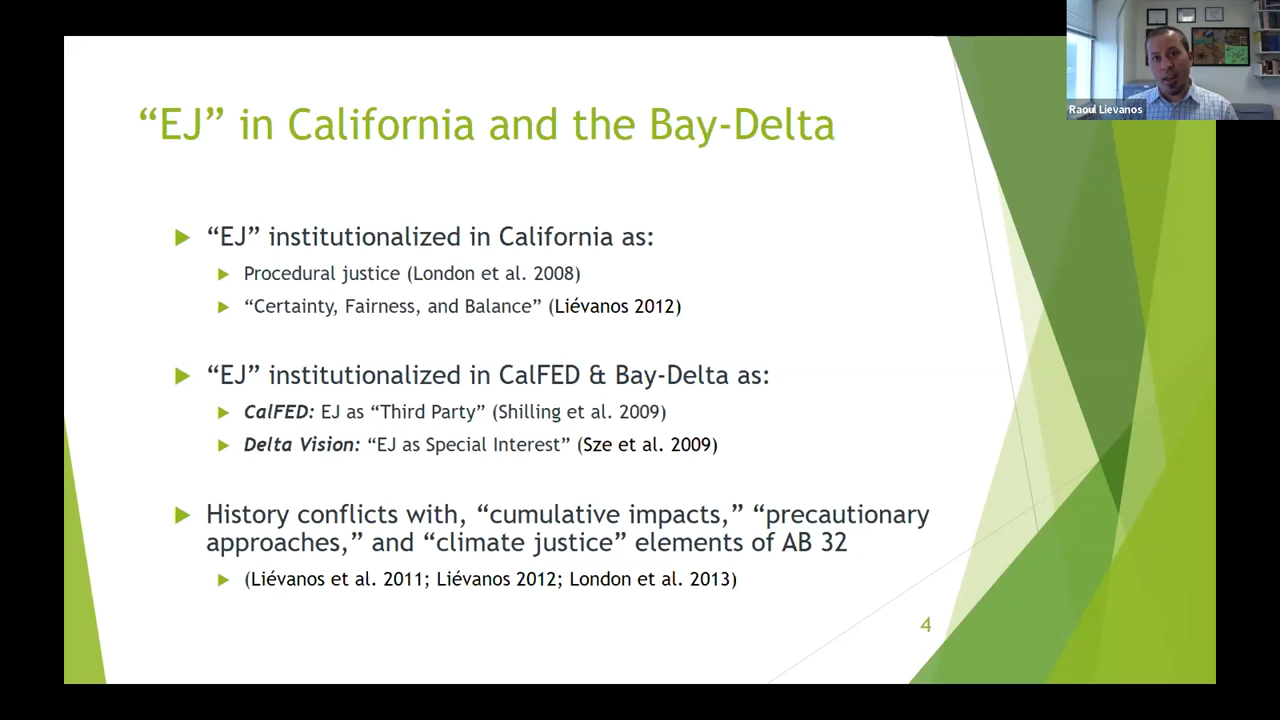 Raoul Lievanos
“EJ” in California and the Bay-Delta
“EJ” institutionalized in California as:
Procedural justice (London et al. 2008)
“Certainty, Fairness, and Balance” (Liévanos 2012)
“EJ” institutionalized in CalFED & Bay-Delta as:
CalFED: EJ as “Third Party” (Shilling et al. 2009)
Delta Vision: “EJ as Special Interest” (Sze et al. 2009)
History conflicts with, “cumulative impacts,” “precautionary
approaches,” and “climate justice” elements of AB 32
(Liévanos et al. 2011; Liévanos 2012; London et al. 2013)
4